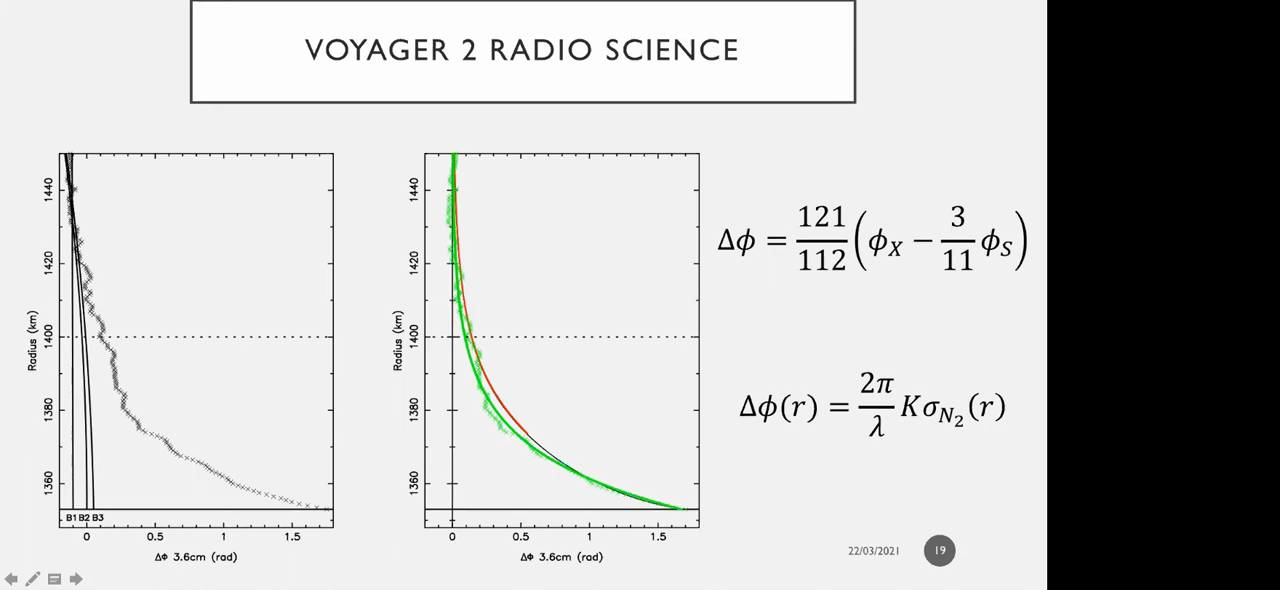 VOYAGER 2 RADIO SCIENCE
Radius (km)
1440
1420
1400
1380
1360
B1 B2 B3
0 0.5 1 1.5
ΔΦ 3.6cm (rad)
Radius (km)
1440
1420
1400
1380
1360
0 0.5 1 1.5
ΔΦ 3.6cm (rad)
Δϕ = 121/112 (ϕ_X − 3/11 ϕ_S)
Δϕ(r) = 2π/λ Kσ_N₂(r)
22/03/2021 19